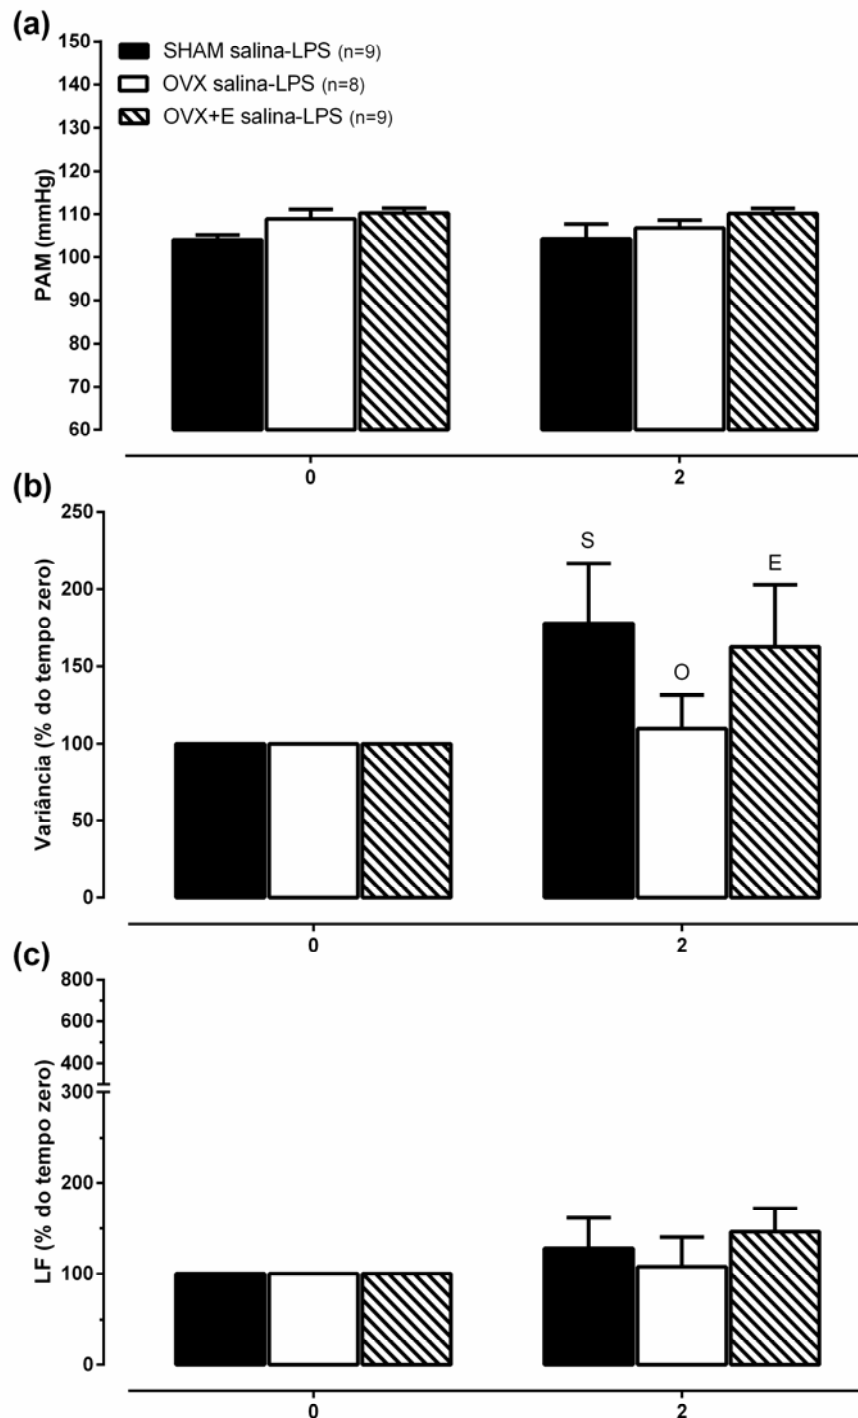 (a)
PAM (mmHg)
150
140
130
120
110
100
90
80
70
60
SHAM salina-LPS (n=9)
OVX salina-LPS (n=8)
OVX+E salina-LPS (n=9)
0
2
(b)
Variância (% do tempo zero)
250
200
150
100
50
0
S
O
E
0
2
(c)
LF (% do tempo zero)
800
600
400
300
200
100
0
0
2